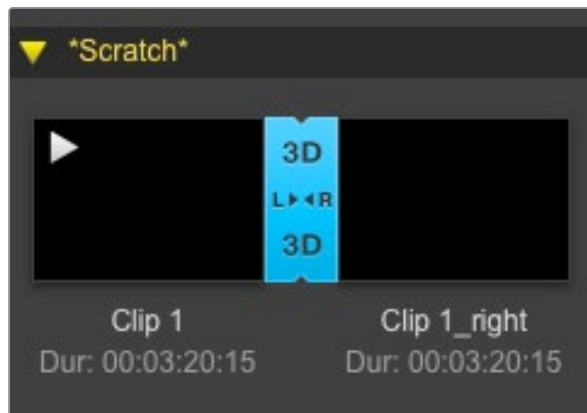 *Scratch*
3D
L R
3D
Clip 1
Clip 1_right
Dur: 00:03:20:15
Dur: 00:03:20:15